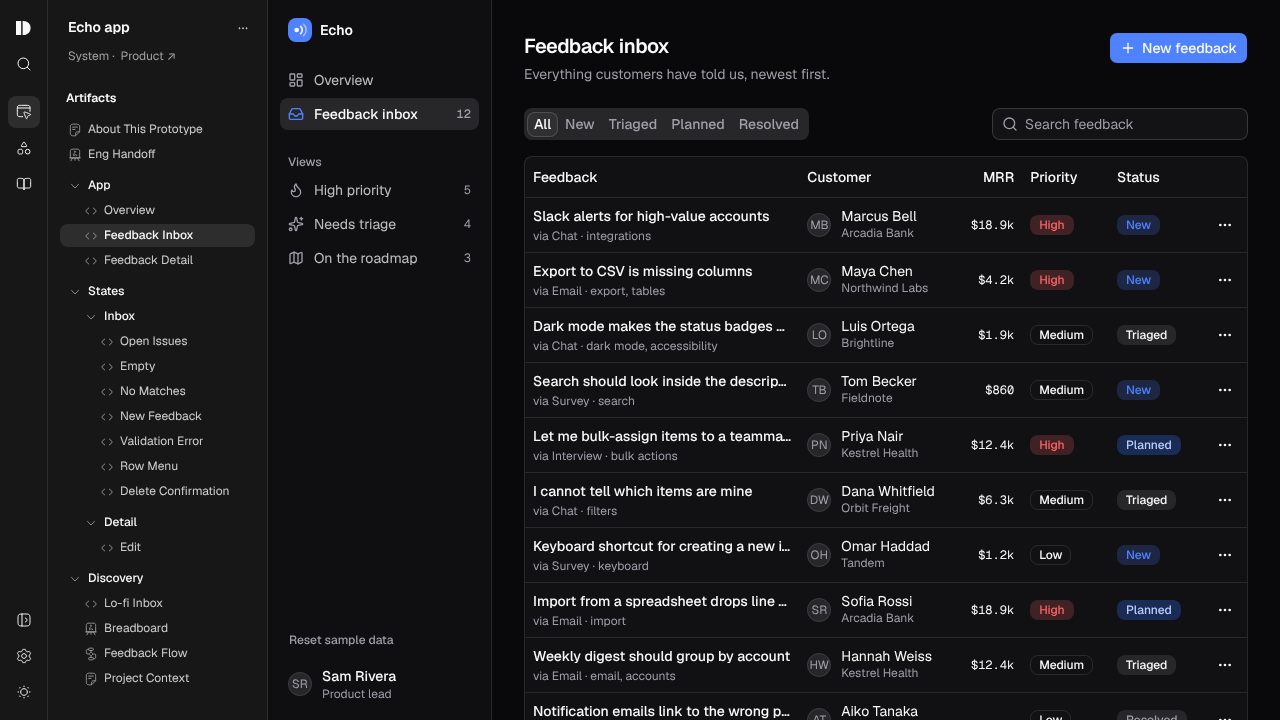 Echo app
System · Product ↗
Artifacts
About This Prototype
Eng Handoff
App
Overview
Feedback Inbox
Feedback Detail
States
Inbox
Open Issues
Empty
No Matches
New Feedback
Validation Error
Row Menu
Delete Confirmation
Detail
Edit
Discovery
Lo-fi Inbox
Breadboard
Feedback Flow
Project Context
Echo
Overview
Feedback inbox 12
Views
High priority 5
Needs triage 4
On the roadmap 3
Reset sample data
SR Sam Rivera
Product lead
Feedback inbox
Everything customers have told us, newest first.
New feedback
All New Triaged Planned Resolved
Search feedback
Feedback Customer MRR Priority Status
Slack alerts for high-value accounts
via Chat · integrations
MB Marcus Bell
Arcadia Bank
$18.9k High New
Export to CSV is missing columns
via Email · export, tables
MC Maya Chen
Northwind Labs
$4.2k High New
Dark mode makes the status badges ...
via Chat · dark mode, accessibility
LO Luis Ortega
Brightline
$1.9k Medium Triaged
Search should look inside the descrip...
via Survey · search
TB Tom Becker
Fieldnote
$860 Medium New
Let me bulk-assign items to a teamma...
via Interview · bulk actions
PN Priya Nair
Kestrel Health
$12.4k High Planned
I cannot tell which items are mine
via Chat · filters
DW Dana Whitfield
Orbit Freight
$6.3k Medium Triaged
Keyboard shortcut for creating a new i...
via Survey · keyboard
OH Omar Haddad
Tandem
$1.2k Low New
Import from a spreadsheet drops line ...
via Email · import
SR Sofia Rossi
Arcadia Bank
$18.9k High Planned
Weekly digest should group by account
via Email · email, accounts
HW Hannah Weiss
Kestrel Health
$12.4k Medium Triaged
Notification emails link to the wrong p...
AT Aiko Tanaka
Low Resolved